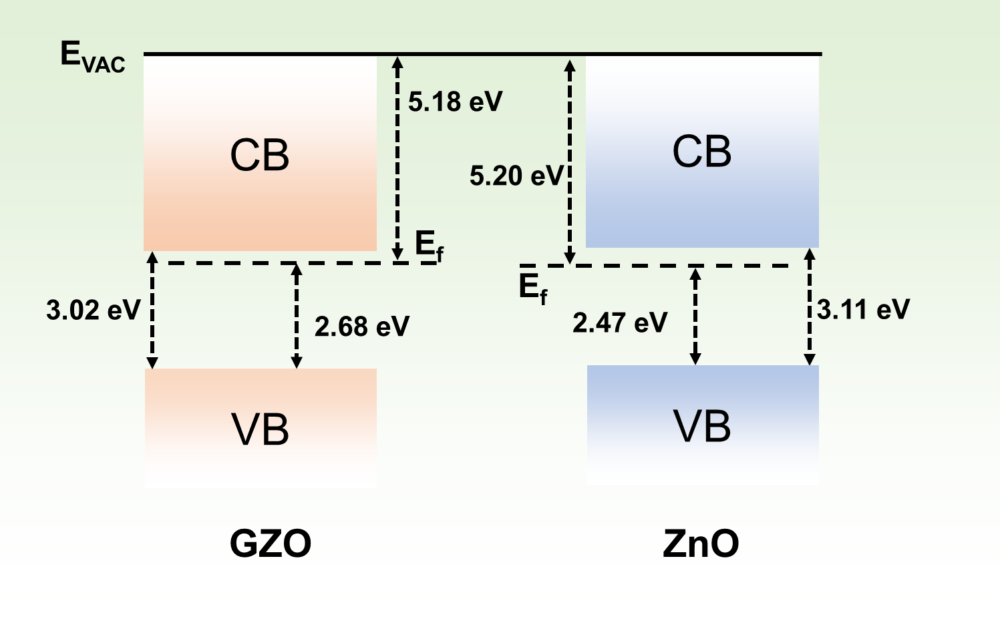 EVAC
5.18 eV
CB
CB
5.20 eV
Ef
Ef
3.02 eV
2.68 eV
2.47 eV
3.11 eV
VB
VB
GZO
ZnO